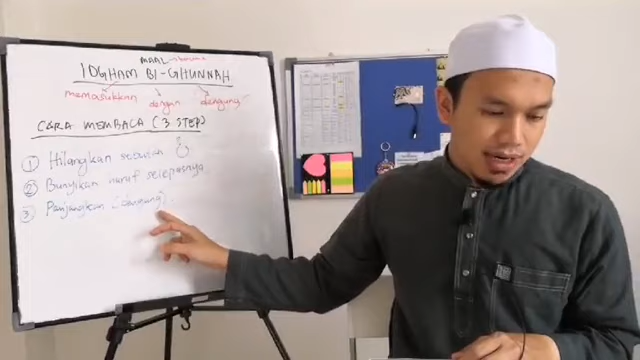 MAAL
IDGHAM BI-GHUNNAH
memasukkan dengan dengung
CARA MEMBACA (3 STEP)
① Hilangkan sebutan
② Bunyikan huruf selepasnya
③ Panjangkan (dengung)